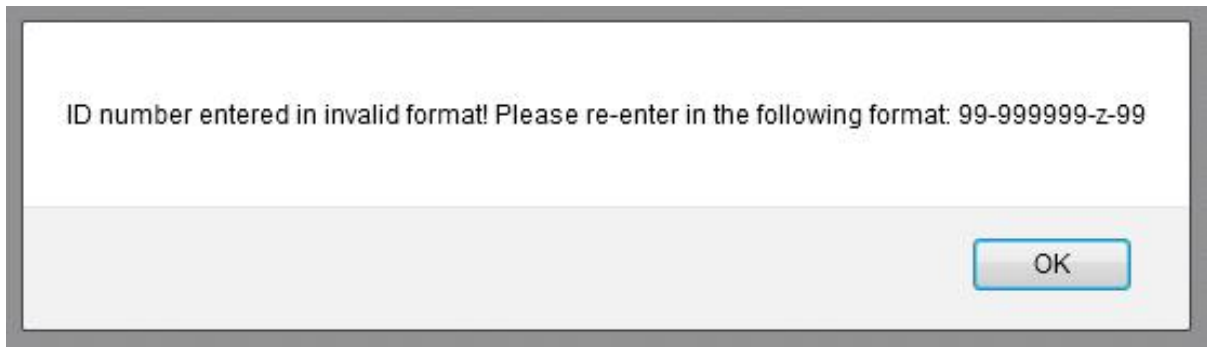 ID number entered in invalid format! Please re-enter in the following format: 99-999999-z-99
OK